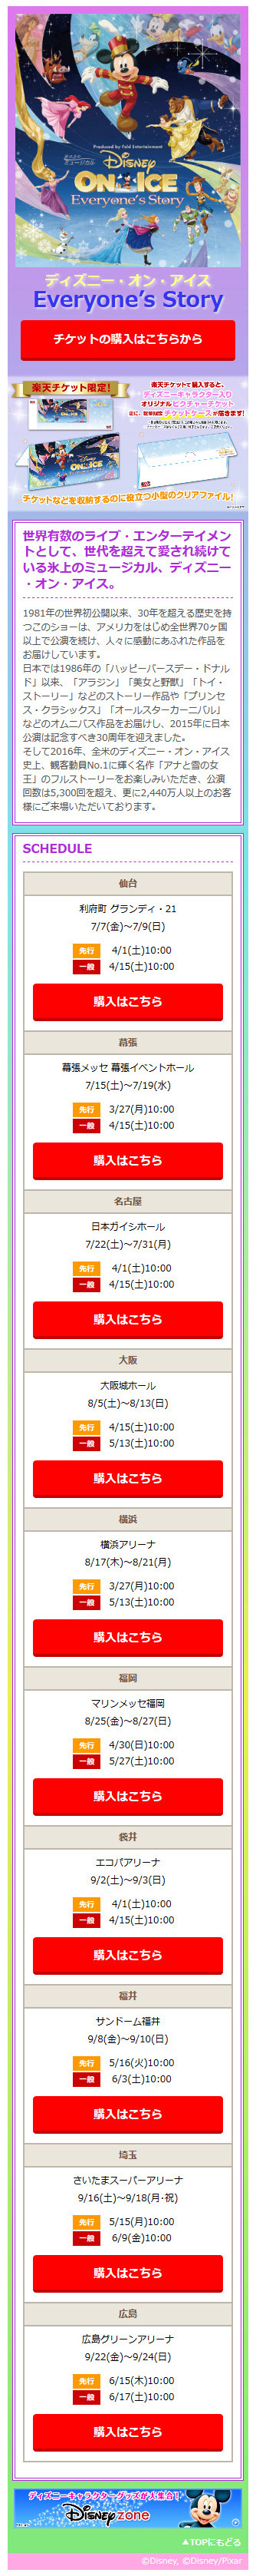 Produced by Feld Entertainment
DISNEY
ON ICE
Everyone's Story
ディズニー・オン・アイス
Everyone's Story
チケットの購入はこちらから
楽天チケット限定!
楽天チケットで購入すると、
ディズニーキャラクター入り
オリジナルピクチャーチケット
チケットケースが届きます!
チケットなどを収納するのに役立つ小型のクリアファイル!
世界有数のライブ・エンターテイメン
トとして、世代を超えて愛され続けて
いる氷上のミュージカル、ディズニー
・オン・アイス。
1981年の世界初公開以来、30年を超える歴史を持
つこのショーは、アメリカをはじめ全世界70ヶ国
以上で公演を続け、人々に感動にあふれた作品を
お届けしています。
日本では1986年の「ハッピーバースデー・ドナル
ド」以来、「アラジン」「美女と野獣」「トイ・
ストーリー」などのストーリー作品や「プリンセ
ス・クラシックス」「オールスターカーニバル」
などのオムニバス作品をお届けし、2015年に日本
公演は記念すべき30周年を迎えました。
そして2016年、全米のディズニー・オン・アイス
史上、観客動員No.1に輝く名作「アナと雪の女
王」のフルストーリーをお楽しみいただき、公演
回数は5,300回を超え、更に2,440万人以上のお客
様にご来場いただいております。
SCHEDULE
仙台
利府町 グランディ・21
7/7(金)～7/9(日)
先行 4/1(土)10:00
一般 4/15(土)10:00
購入はこちら
幕張
幕張メッセ 幕張イベントホール
7/15(土)～7/19(水)
先行 3/27(月)10:00
一般 4/15(土)10:00
購入はこちら
名古屋
日本ガイシホール
7/22(土)～7/31(月)
先行 4/1(土)10:00
一般 4/15(土)10:00
購入はこちら
大阪
大阪城ホール
8/5(土)～8/13(日)
先行 4/15(土)10:00
一般 5/13(土)10:00
購入はこちら
横浜
横浜アリーナ
8/17(木)～8/21(月)
先行 3/27(月)10:00
一般 5/13(土)10:00
購入はこちら
福岡
マリンメッセ福岡
8/25(金)～8/27(日)
先行 4/30(日)10:00
一般 5/27(土)10:00
購入はこちら
袋井
エコパアリーナ
9/2(土)～9/3(日)
先行 4/1(土)10:00
一般 4/15(土)10:00
購入はこちら
福井
サンドーム福井
9/8(金)～9/10(日)
先行 5/16(火)10:00
一般 6/3(土)10:00
購入はこちら
埼玉
さいたまスーパーアリーナ
9/16(土)～9/18(月・祝)
先行 5/15(月)10:00
一般 6/9(金)10:00
購入はこちら
広島
広島グリーンアリーナ
9/22(金)～9/24(日)
先行 6/15(木)10:00
一般 6/17(土)10:00
購入はこちら
ディズニーキャラクターグッズが大集合!
Disney zone
▲TOPにもどる
©Disney, ©Disney/Pixar